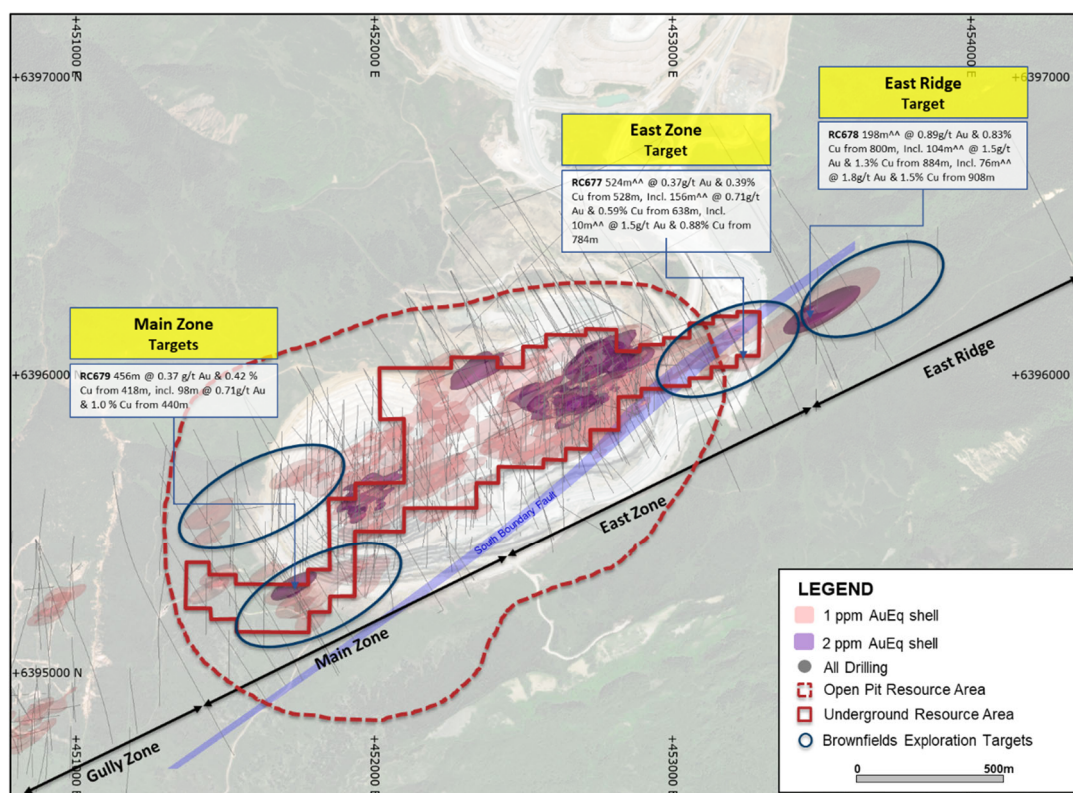 +451000 E
+452000 E
+453000 E
+454000 E
+6397000 N
+6397000
East Ridge
Target
RC678 198m^^ @ 0.89g/t Au & 0.83%
Cu from 800m, Incl. 104m^^ @ 1.5g/t
Au & 1.3% Cu from 884m, Incl. 76m^^
@ 1.8g/t Au & 1.5% Cu from 908m
East Zone
Target
RC677 524m^^ @ 0.37g/t Au & 0.39%
Cu from 528m, Incl. 156m^^ @ 0.71g/t
Au & 0.59% Cu from 638m, Incl.
10m^^ @ 1.5g/t Au & 0.88% Cu from
784m
Main Zone
Targets
RC679 456m @ 0.37 g/t Au & 0.42 %
Cu from 418m, incl. 98m @ 0.71g/t Au
& 1.0 % Cu from 440m
+6396000 N
+6396000
East Ridge
East Zone
South Boundary Fault
Main Zone
Gully Zone
+6395000 N
+451000 E
+452000 E
+453000 E
LEGEND
1 ppm AuEq shell
2 ppm AuEq shell
All Drilling
Open Pit Resource Area
Underground Resource Area
Brownfields Exploration Targets
0 500m